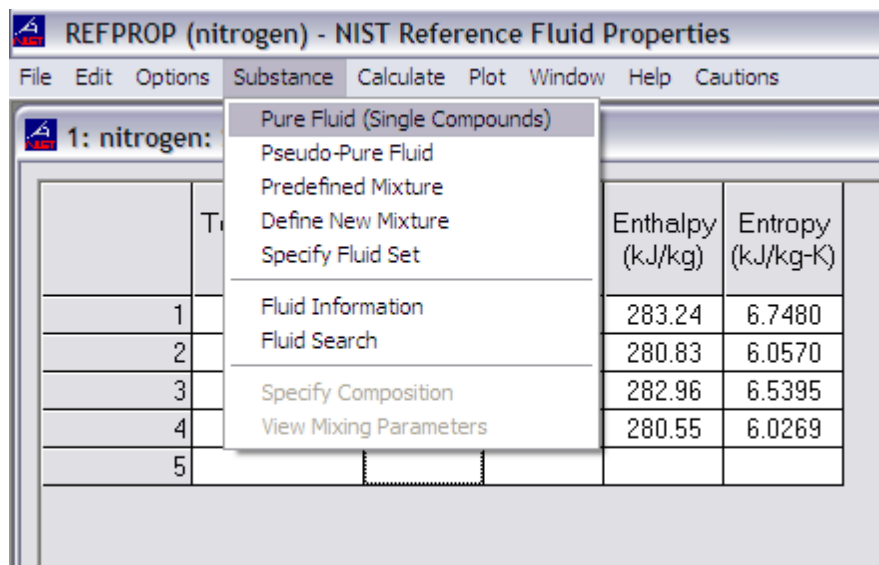 NIST REFPROP (nitrogen) - NIST Reference Fluid Properties
File Edit Options Substance Calculate Plot Window Help Cautions
NIST 1: nitrogen:
Pure Fluid (Single Compounds)
Pseudo-Pure Fluid
Predefined Mixture
Define New Mixture
Specify Fluid Set
Fluid Information
Fluid Search
Specify Composition
View Mixing Parameters
Enthalpy Entropy
(kJ/kg) (kJ/kg-K)
1 283.24 6.7480
2 280.83 6.0570
3 282.96 6.5395
4 280.55 6.0269
5